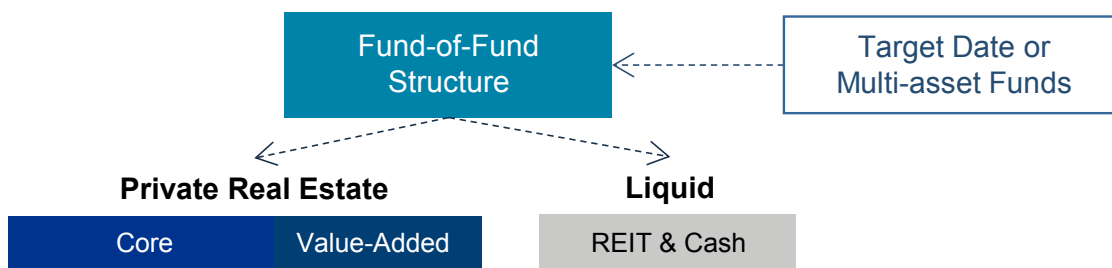 Fund-of-Fund
Structure
Target Date or
Multi-asset Funds
Private Real Estate
Liquid
Core
Value-Added
REIT & Cash